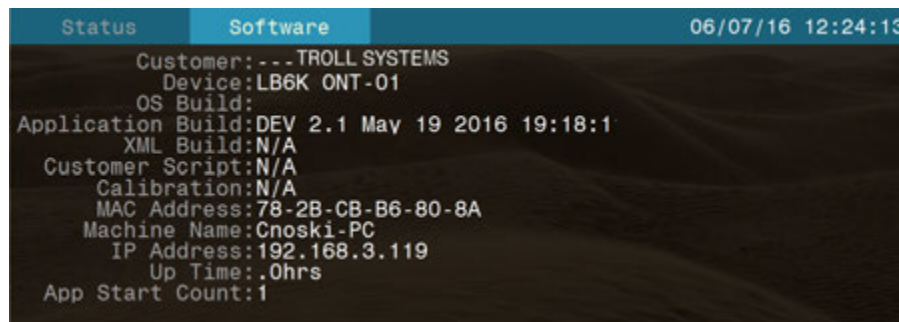 Status Software 06/07/16 12:24:13
Customer:---TROLL SYSTEMS
Device:LB6K ONT-01
OS Build:
Application Build:DEV 2.1 May 19 2016 19:18:1
XML Build:N/A
Customer Script:N/A
Calibration:N/A
MAC Address:78-2B-CB-B6-80-8A
Machine Name:Cnoski-PC
IP Address:192.168.3.119
Up Time:.0hrs
App Start Count:1